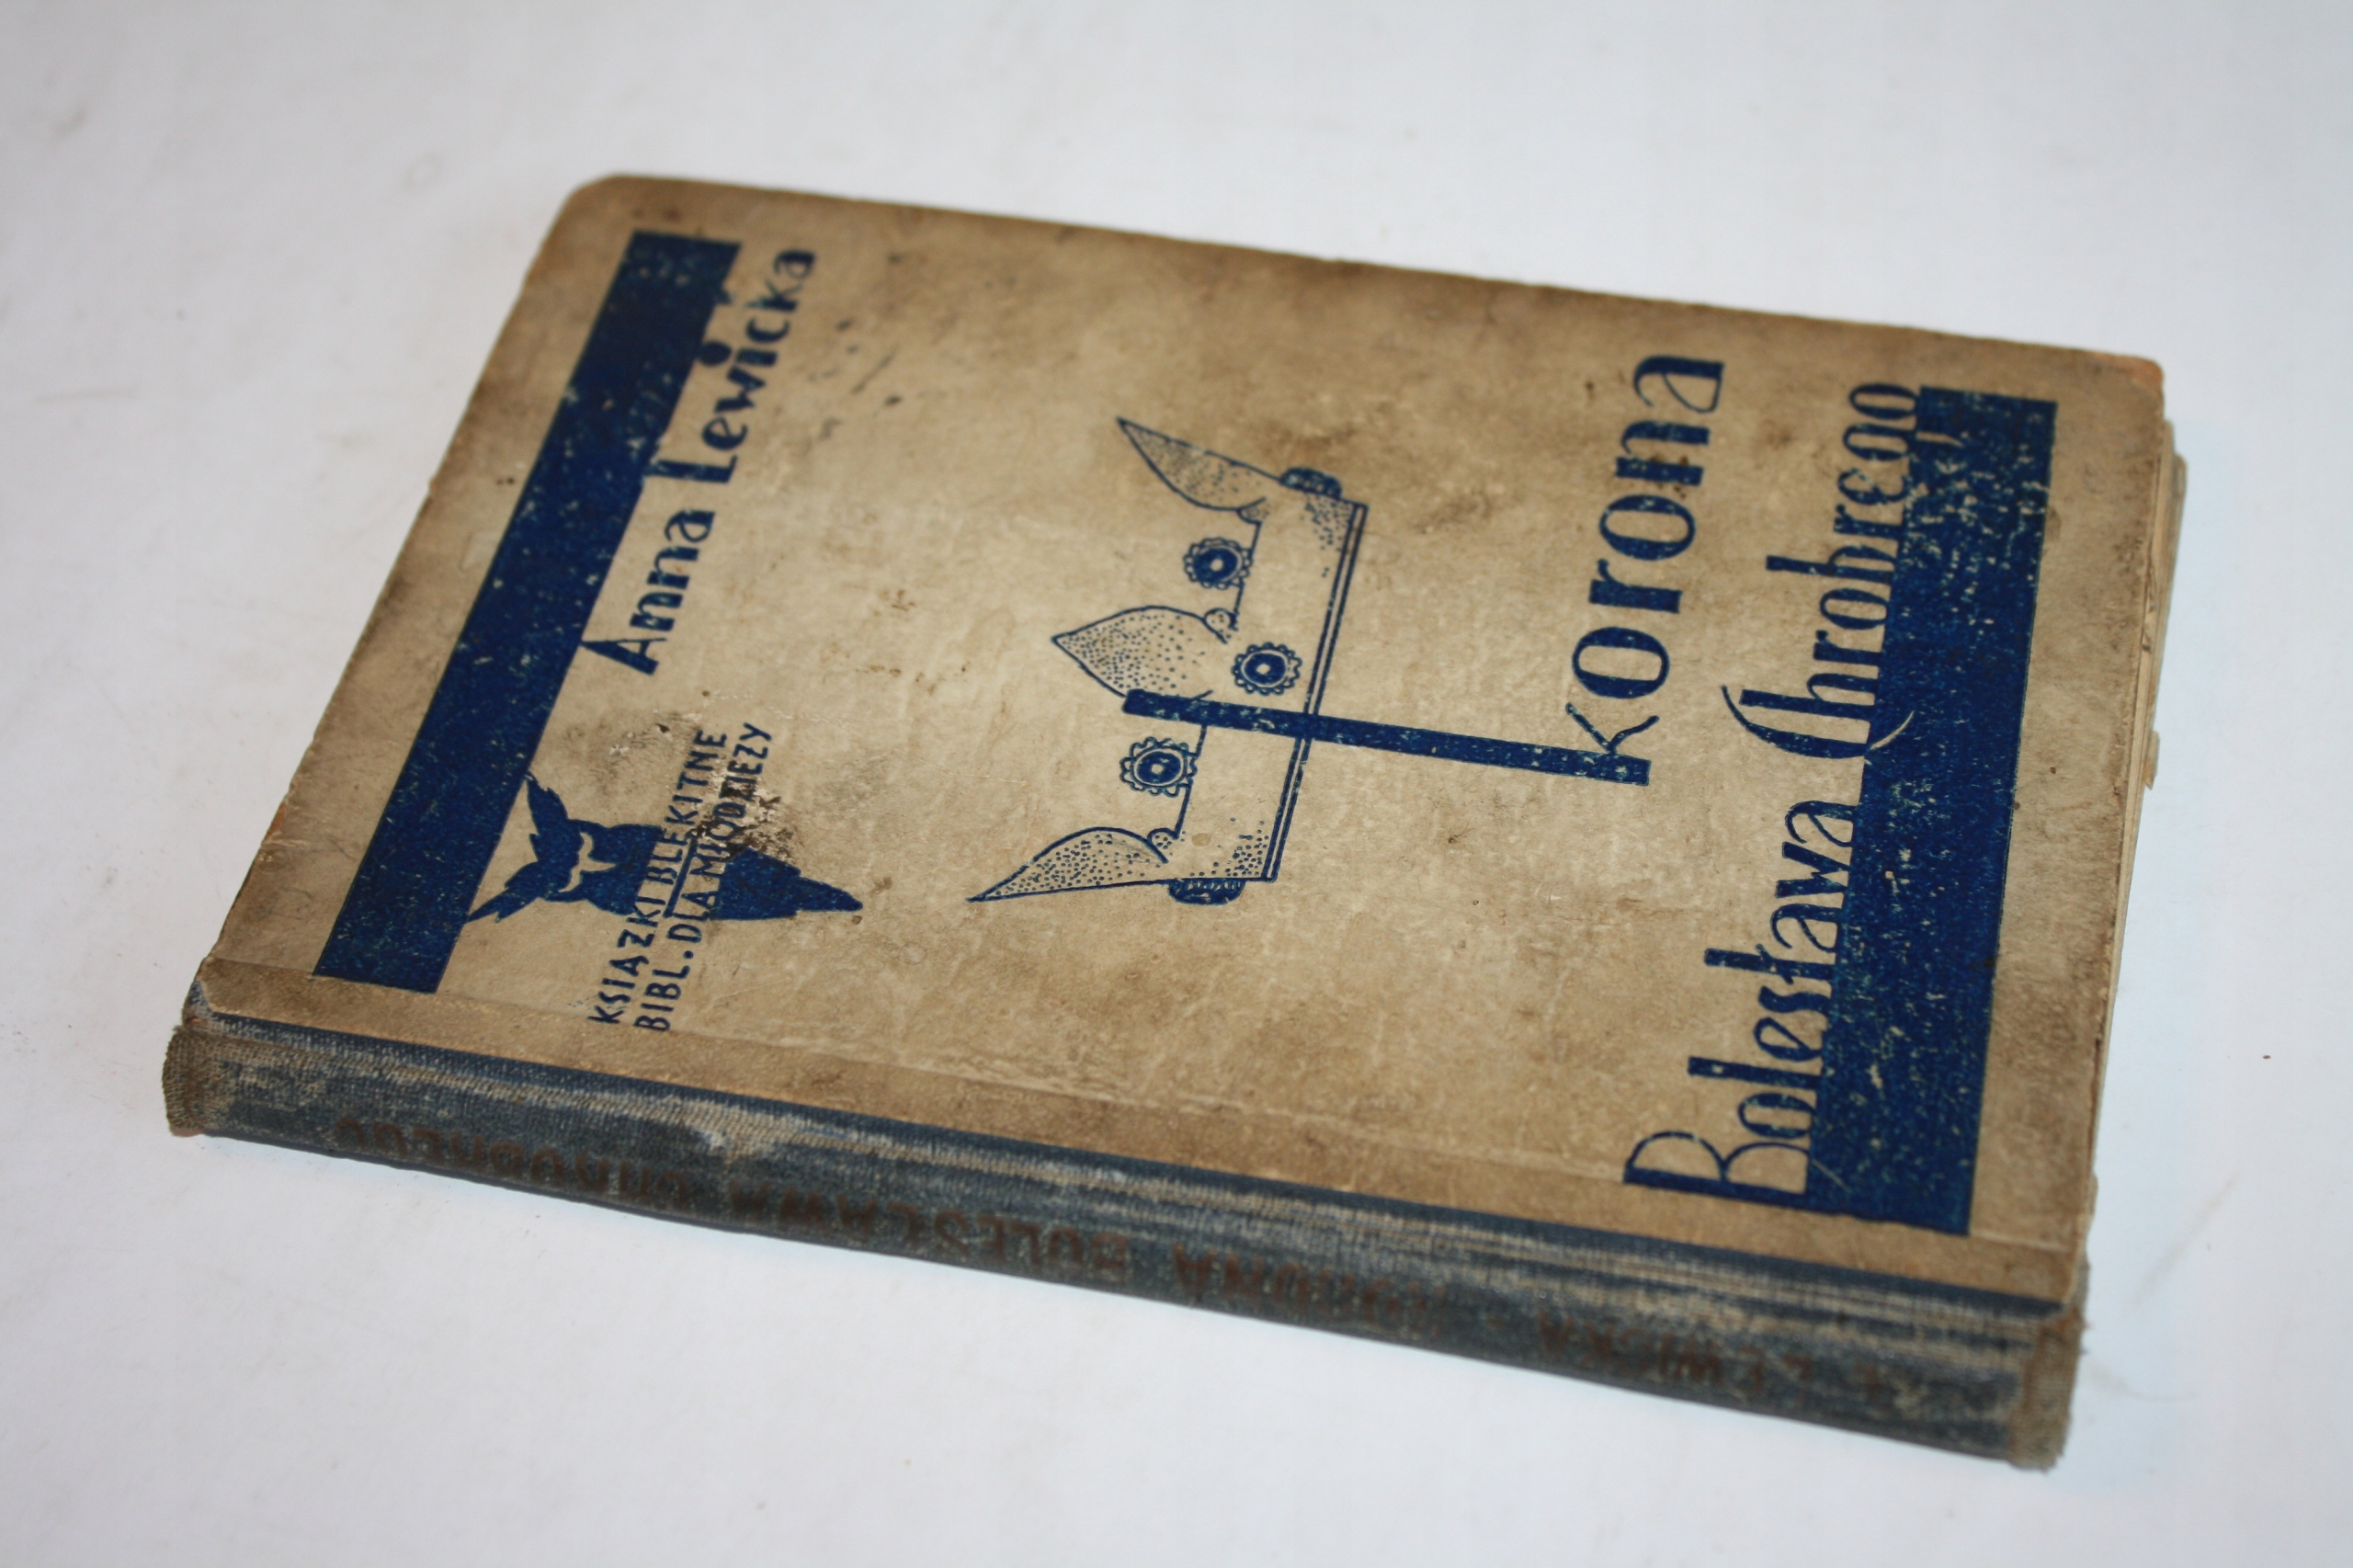 Anna Lewicka
KSIĄŻKI BŁĘKITNE
BIBL. DLA MŁODZIEŻY
korona
Bolesława Chrobrego
LEWICKA - KORONA BOLESŁAWA CHROBREGO